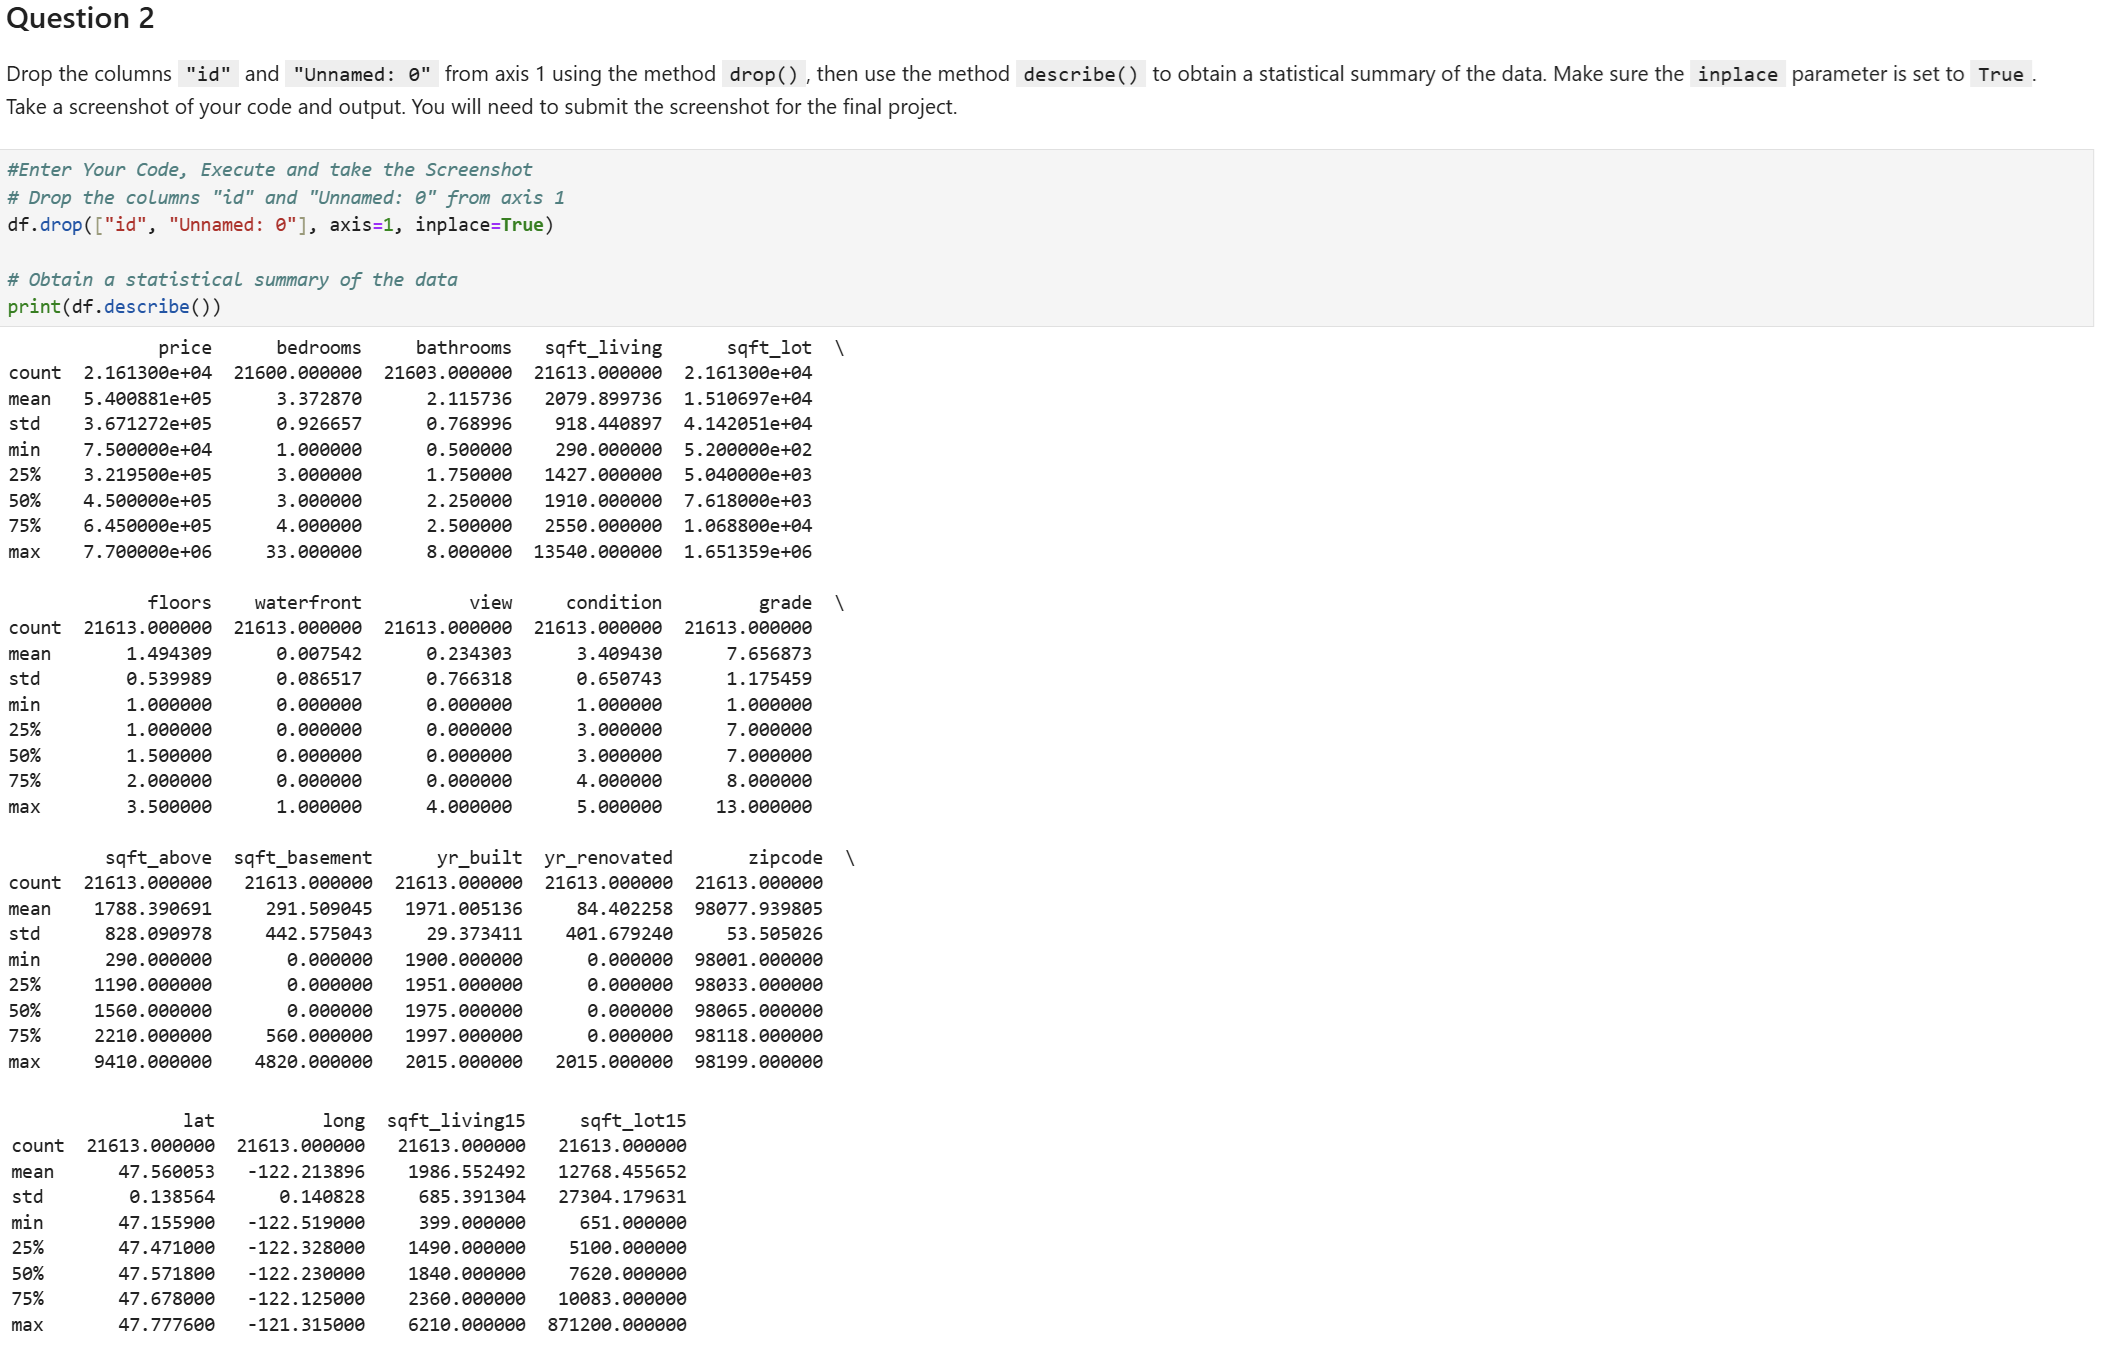 Question 2
Drop the columns "id" and "Unnamed: 0" from axis 1 using the method drop(), then use the method describe() to obtain a statistical summary of the data. Make sure the inplace parameter is set to True.
Take a screenshot of your code and output. You will need to submit the screenshot for the final project.
#Enter Your Code, Execute and take the Screenshot
# Drop the columns "id" and "Unnamed: 0" from axis 1
df.drop(["id", "Unnamed: 0"], axis=1, inplace=True)
# Obtain a statistical summary of the data
print(df.describe())
              price      bedrooms     bathrooms   sqft_living      sqft_lot  \
count  2.161300e+04  21600.000000  21603.000000  21613.000000  2.161300e+04
mean   5.400881e+05      3.372870      2.115736   2079.899736  1.510697e+04
std    3.671272e+05      0.926657      0.768996    918.440897  4.142051e+04
min    7.500000e+04      1.000000      0.500000    290.000000  5.200000e+02
25%    3.219500e+05      3.000000      1.750000   1427.000000  5.040000e+03
50%    4.500000e+05      3.000000      2.250000   1910.000000  7.618000e+03
75%    6.450000e+05      4.000000      2.500000   2550.000000  1.068800e+04
max    7.700000e+06     33.000000      8.000000  13540.000000  1.651359e+06
             floors    waterfront          view     condition         grade  \
count  21613.000000  21613.000000  21613.000000  21613.000000  21613.000000
mean       1.494309      0.007542      0.234303      3.409430      7.656873
std        0.539989      0.086517      0.766318      0.650743      1.175459
min        1.000000      0.000000      0.000000      1.000000      1.000000
25%        1.000000      0.000000      0.000000      3.000000      7.000000
50%        1.500000      0.000000      0.000000      3.000000      7.000000
75%        2.000000      0.000000      0.000000      4.000000      8.000000
max        3.500000      1.000000      4.000000      5.000000     13.000000
         sqft_above  sqft_basement      yr_built  yr_renovated       zipcode  \
count  21613.000000   21613.000000  21613.000000  21613.000000  21613.000000
mean    1788.390691     291.509045   1971.005136     84.402258  98077.939805
std      828.090978     442.575043     29.373411    401.679240     53.505026
min      290.000000       0.000000   1900.000000      0.000000  98001.000000
25%     1190.000000       0.000000   1951.000000      0.000000  98033.000000
50%     1560.000000       0.000000   1975.000000      0.000000  98065.000000
75%     2210.000000     560.000000   1997.000000      0.000000  98118.000000
max     9410.000000    4820.000000   2015.000000   2015.000000  98199.000000
                lat          long  sqft_living15     sqft_lot15
count  21613.000000  21613.000000   21613.000000   21613.000000
mean      47.560053   -122.213896    1986.552492   12768.455652
std        0.138564      0.140828     685.391304   27304.179631
min       47.155900   -122.519000     399.000000     651.000000
25%       47.471000   -122.328000    1490.000000    5100.000000
50%       47.571800   -122.230000    1840.000000    7620.000000
75%       47.678000   -122.125000    2360.000000   10083.000000
max       47.777600   -121.315000    6210.000000  871200.000000